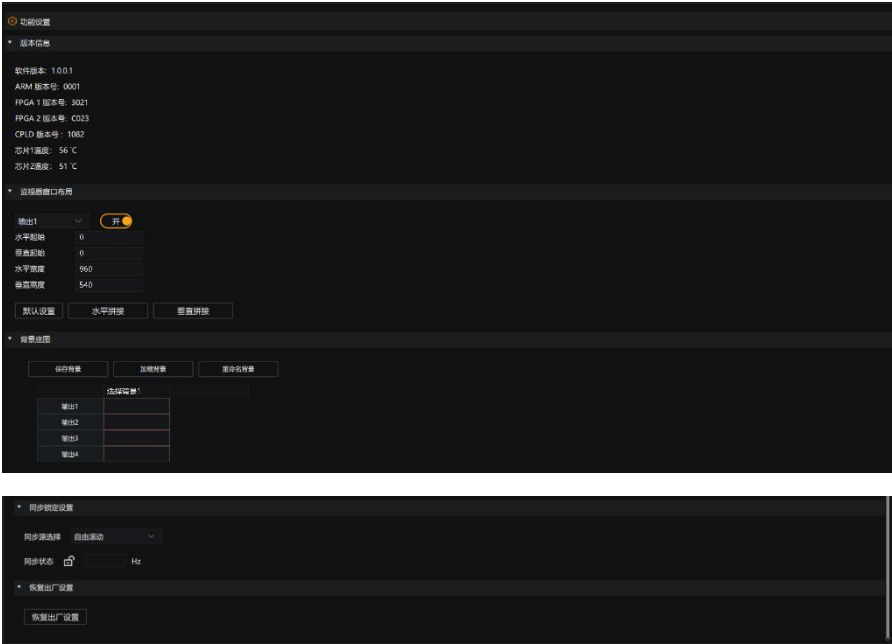 功能设置
版本信息
软件版本: 1.0.0.1
ARM 版本号: 0001
FPGA 1 版本号: 3021
FPGA 2 版本号: C023
CPLD 版本号 : 1082
芯片1温度: 56 °C
芯片2温度: 51 °C
监视器窗口布局
输出1 开
水平起始 0
垂直起始 0
水平宽度 960
垂直高度 540
默认设置 水平拼接 垂直拼接
背景底图
保存背景 加载背景 重命名背景
选择背景1
输出1
输出2
输出3
输出4
同步锁定设置
同步源选择 自由滚动
同步状态 Hz
恢复出厂设置
恢复出厂设置